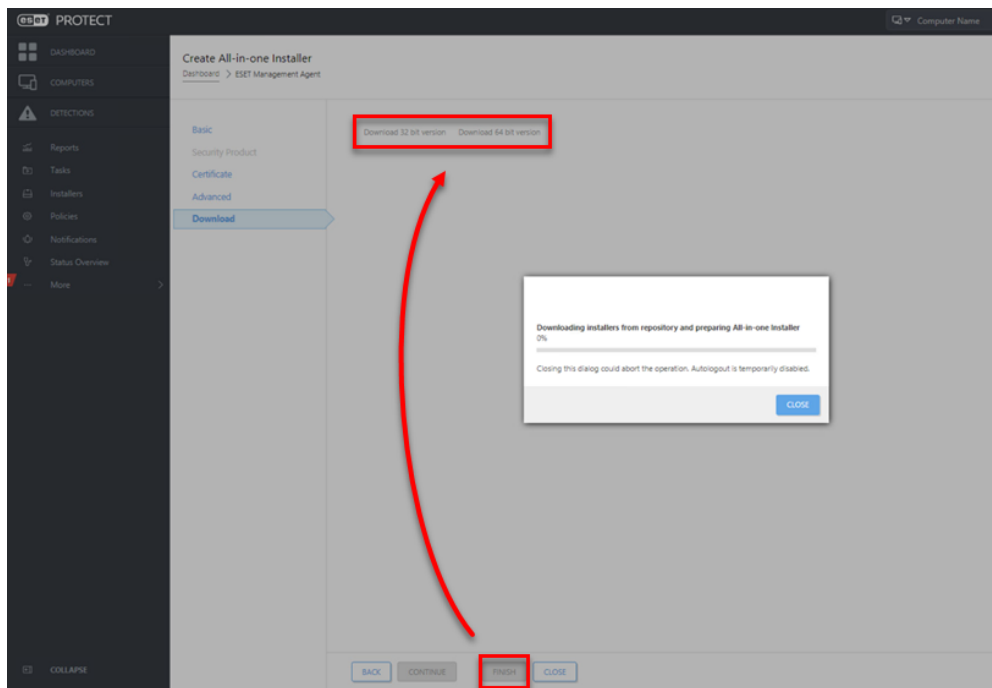 eseT PROTECT
Computer Name
DASHBOARD
COMPUTERS
DETECTIONS
Reports
Tasks
Installers
Policies
Notifications
Status Overview
More
COLLAPSE
Create All-in-one Installer
Dashboard > ESET Management Agent
Basic
Security Product
Certificate
Advanced
Download
Download 32 bit version Download 64 bit version
Downloading installers from repository and preparing All-in-one Installer
0%
Closing this dialog could abort the operation. Autologout is temporarily disabled.
CLOSE
BACK CONTINUE FINISH CLOSE